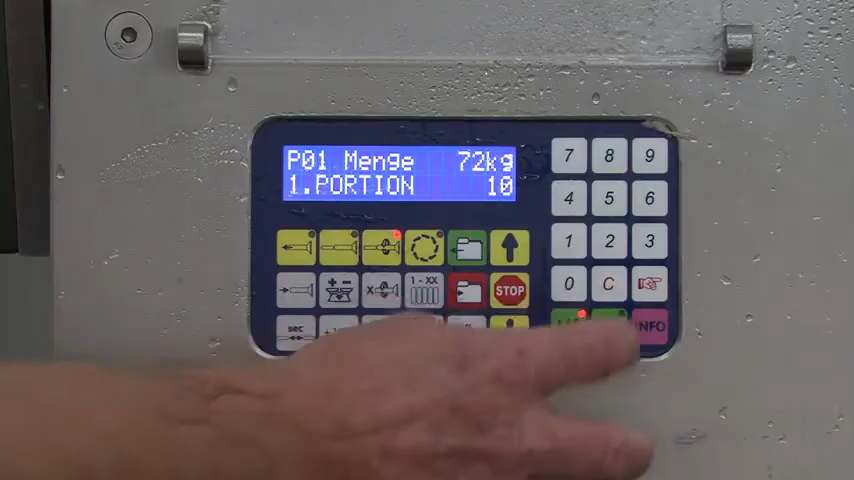 P01 Menge 72kg
1.PORTION 10
7 8 9
4 5 6
1 2 3
0 C
1 - XX
STOP
sec
INFO